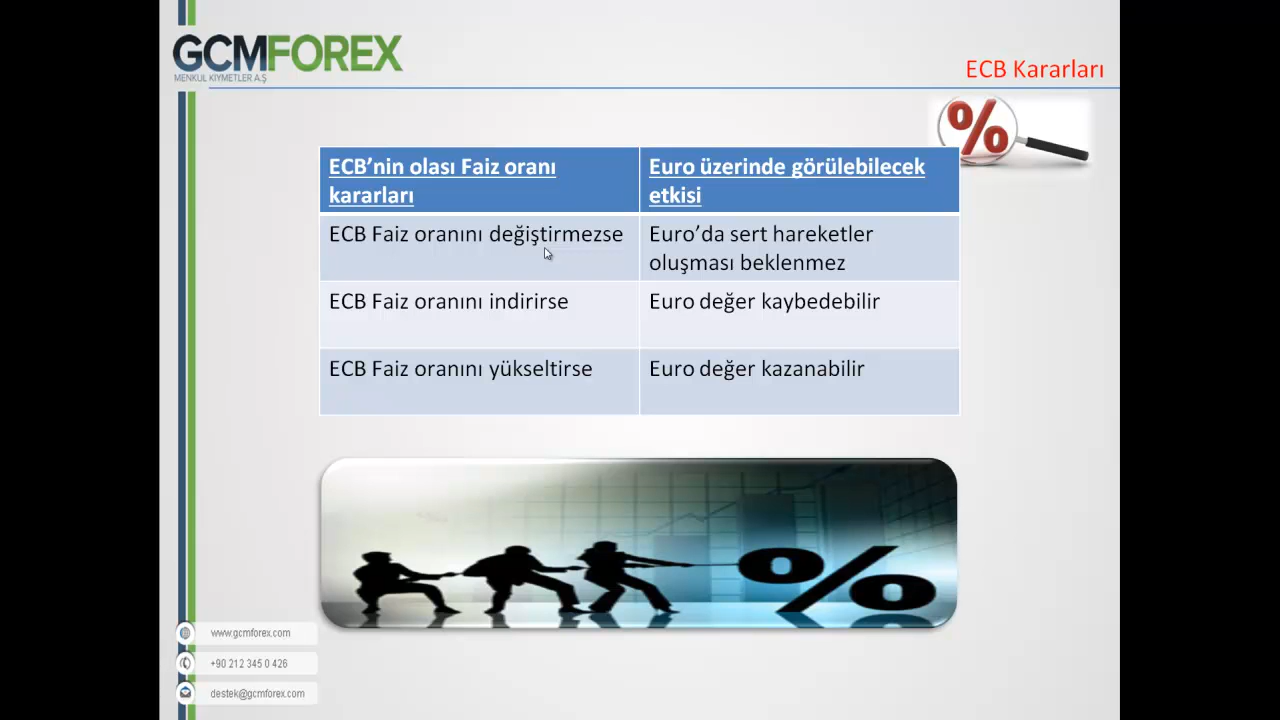 GCMFOREX
MENKUL KIYMETLER A.Ş
ECB Kararları
%
ECB’nin olası Faiz oranı
kararları
Euro üzerinde görülebilecek
etkisi
ECB Faiz oranını değiştirmezse
Euro’da sert hareketler
oluşması beklenmez
ECB Faiz oranını indirirse
Euro değer kaybedebilir
ECB Faiz oranını yükseltirse
Euro değer kazanabilir
%
www.gcmforex.com
+90 212 345 0 426
destek@gcmforex.com